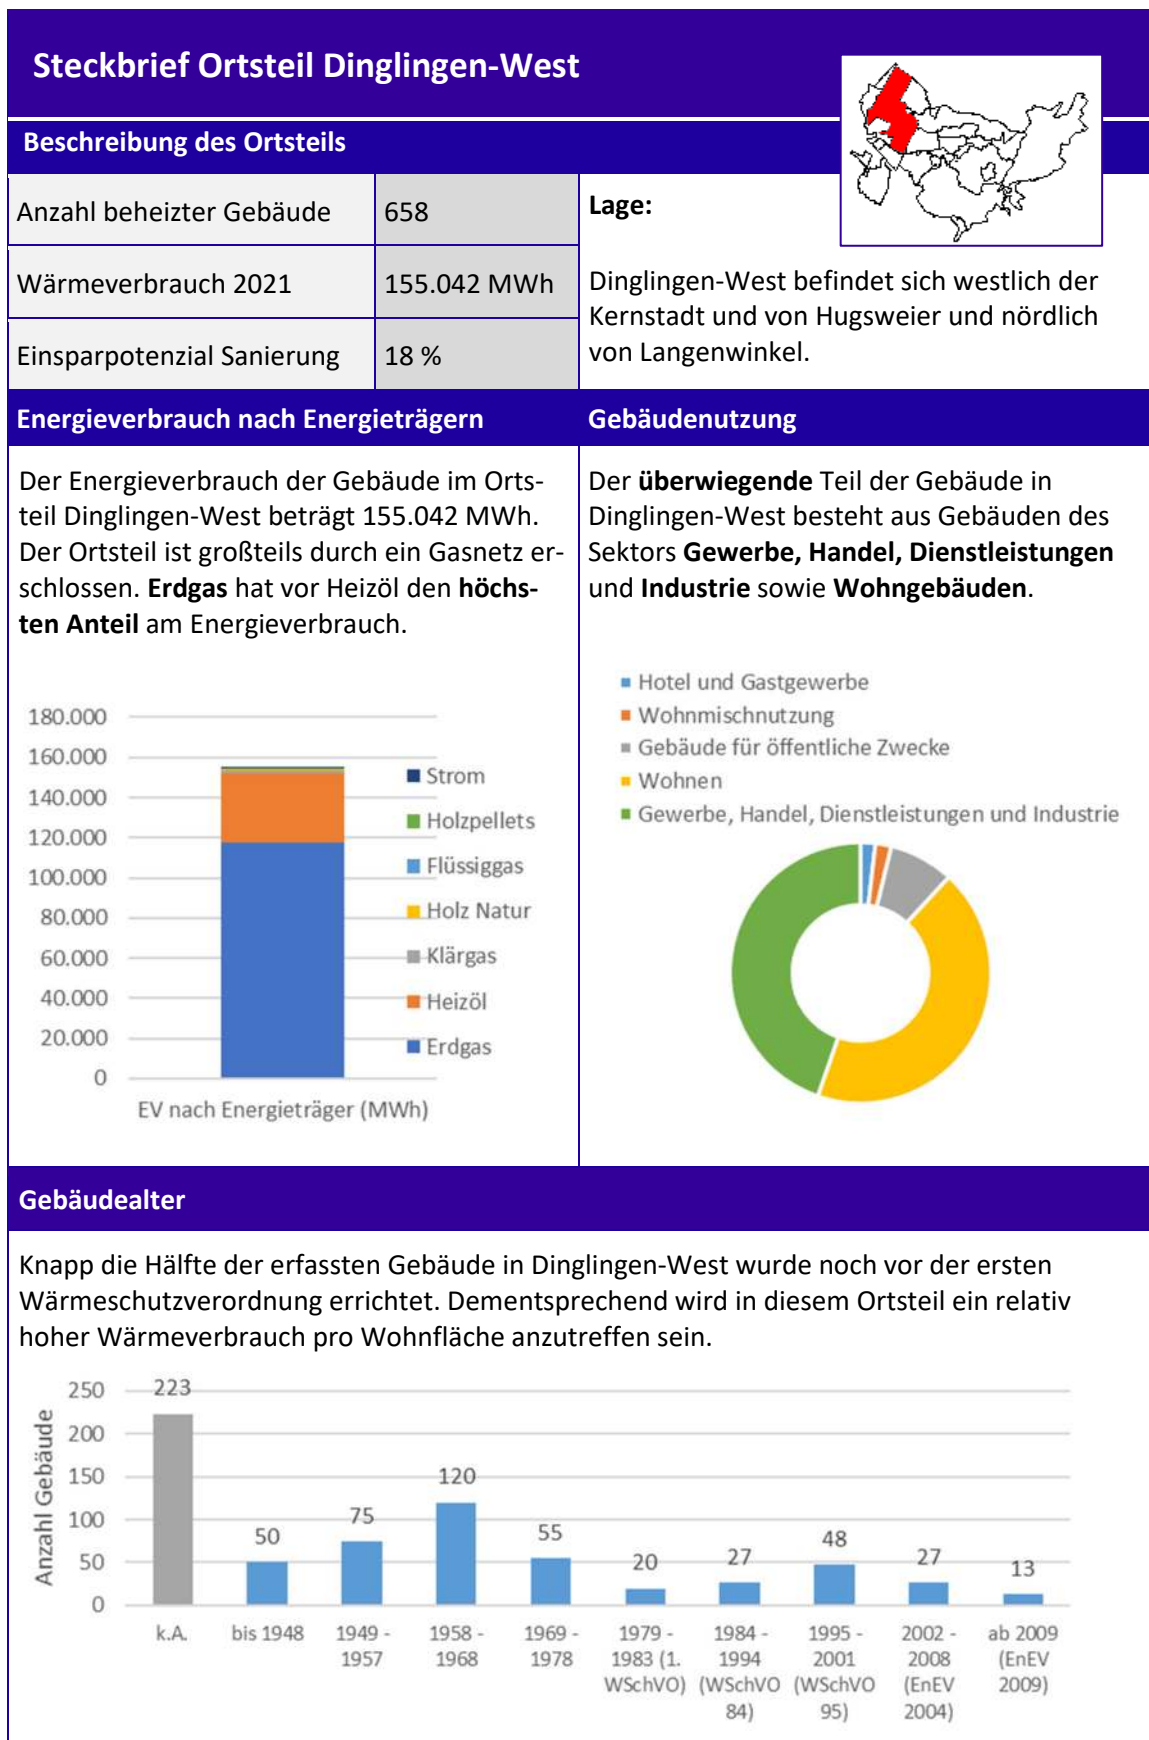 Steckbrief Ortsteil Dinglingen-West
Beschreibung des Ortsteils
Anzahl beheizter Gebäude 658
Wärmeverbrauch 2021 155.042 MWh
Einsparpotenzial Sanierung 18 %
Lage:
Dinglingen-West befindet sich westlich der
Kernstadt und von Hugsweier und nördlich
von Langenwinkel.
Energieverbrauch nach Energieträgern
Der Energieverbrauch der Gebäude im Orts-
teil Dinglingen-West beträgt 155.042 MWh.
Der Ortsteil ist großteils durch ein Gasnetz er-
schlossen. Erdgas hat vor Heizöl den höchs-
ten Anteil am Energieverbrauch.
180.000
160.000
140.000
120.000
100.000
80.000
60.000
40.000
20.000
0
Strom
Holzpellets
Flüssiggas
Holz Natur
Klärgas
Heizöl
Erdgas
EV nach Energieträger (MWh)
Gebäudenutzung
Der überwiegende Teil der Gebäude in
Dinglingen-West besteht aus Gebäuden des
Sektors Gewerbe, Handel, Dienstleistungen
und Industrie sowie Wohngebäuden.
Hotel und Gastgewerbe
Wohnmischnutzung
Gebäude für öffentliche Zwecke
Wohnen
Gewerbe, Handel, Dienstleistungen und Industrie
Gebäudealter
Knapp die Hälfte der erfassten Gebäude in Dinglingen-West wurde noch vor der ersten
Wärmeschutzverordnung errichtet. Dementsprechend wird in diesem Ortsteil ein relativ
hoher Wärmeverbrauch pro Wohnfläche anzutreffen sein.
Anzahl Gebäude
250
200
150
100
50
0
223
50
75
120
55
20
27
48
27
13
k.A.
bis 1948
1949 -
1957
1958 -
1968
1969 -
1978
1979 -
1983 (1.
WSchVO)
1984 -
1994
(WSchVO
84)
1995 -
2001
(WSchVO
95)
2002 -
2008
(EnEV
2004)
ab 2009
(EnEV
2009)